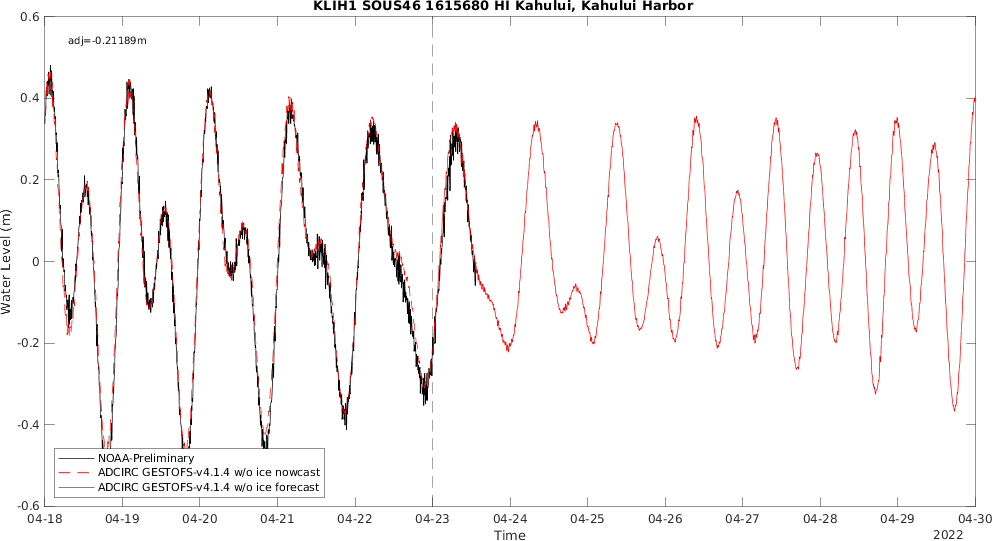 KLIH1 SOUS46 1615680 HI Kahului, Kahului Harbor
adj=-0.21189m
0.6
0.4
0.2
0
-0.2
-0.4
-0.6
Water Level (m)
NOAA-Preliminary
ADCIRC GESTOFS-v4.1.4 w/o ice nowcast
ADCIRC GESTOFS-v4.1.4 w/o ice forecast
04-18 04-19 04-20 04-21 04-22 04-23 04-24 04-25 04-26 04-27 04-28 04-29 04-30
Time
2022